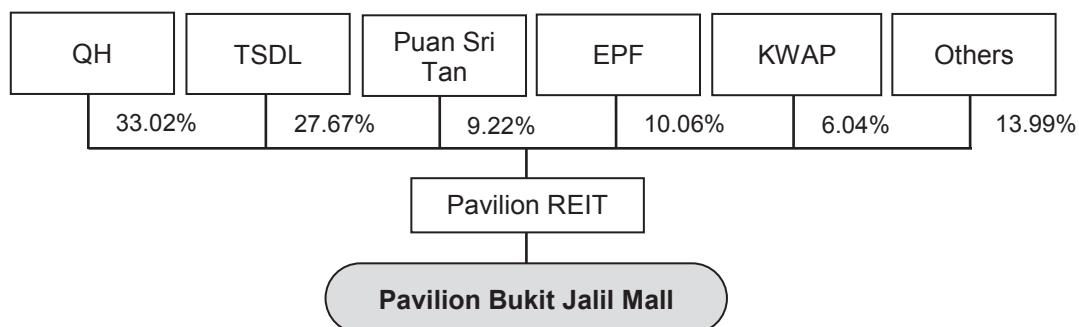 QH
TSDL
Puan Sri
Tan
EPF
KWAP
Others
33.02%
27.67%
9.22%
10.06%
6.04%
13.99%
Pavilion REIT
Pavilion Bukit Jalil Mall